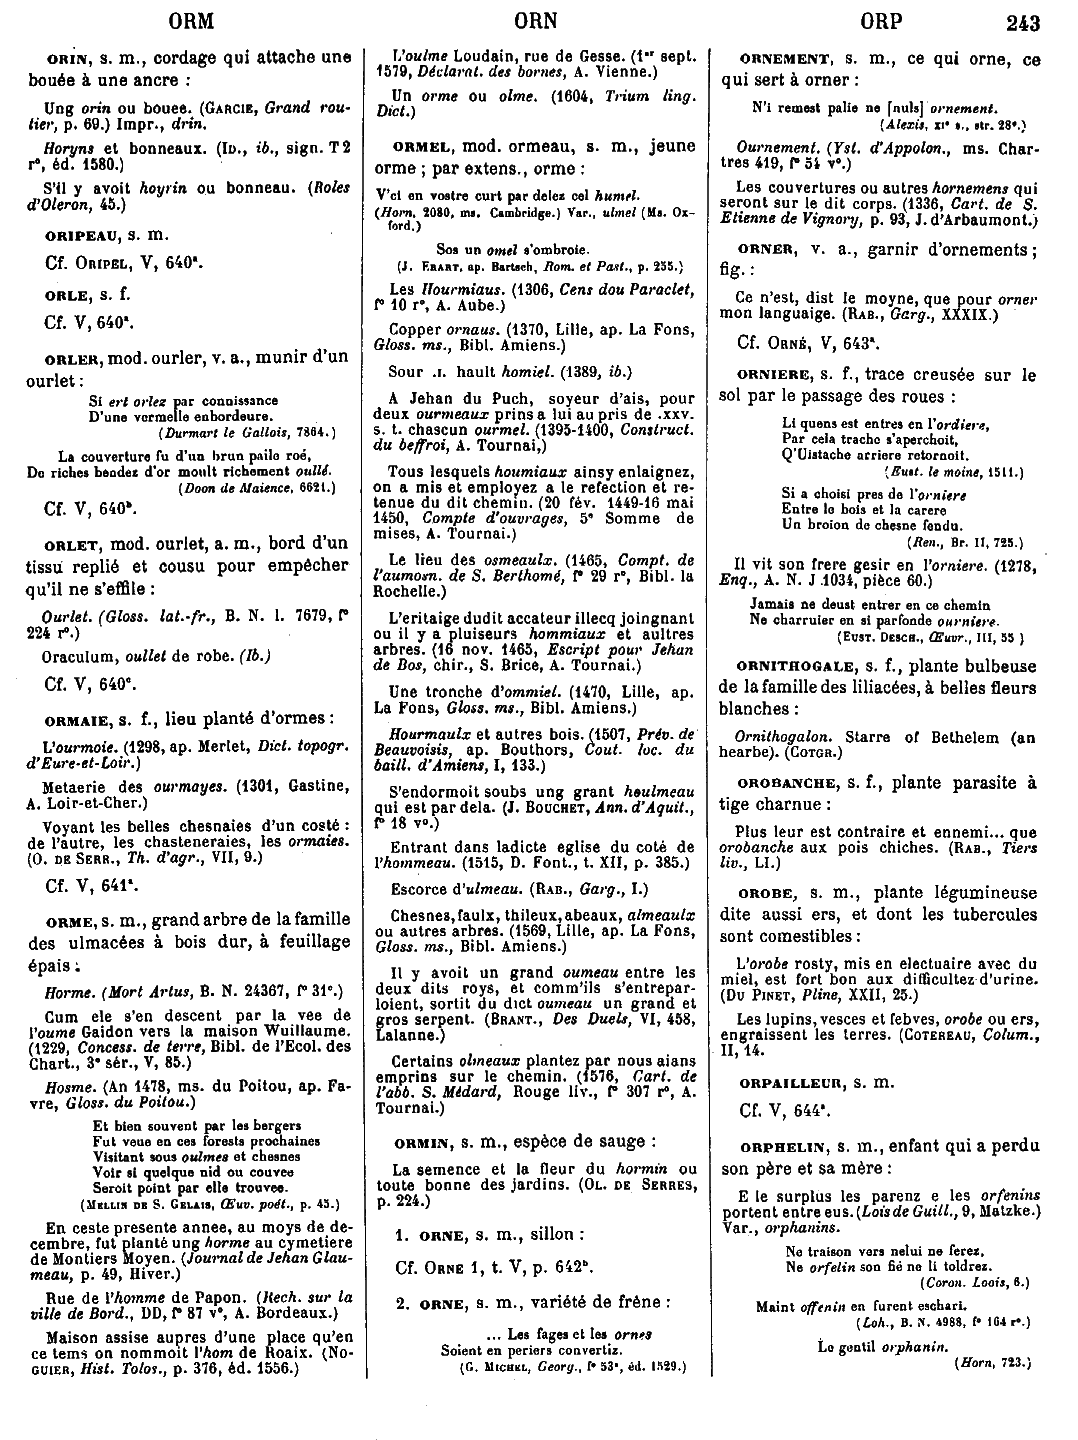 ORM
ORN
ORP
243
ORIN, s. m., cordage qui attache une
bouée à une ancre :
Ung orin ou bouee. (GARCIE, Grand rou-
tier, p. 69.) Impr., drin.
Horyns et bonneaux. (ID., ib., sign. T 2
r°, éd. 1580.)
S'il y avoit hoyrin ou bonneau. (Roles
d'Oleron, 45.)
ORIPEAU, s. m.
Cf. ORIPEL, V, 640ª.
ORLE, s. f.
Cf. V, 640ª.
ORLER, mod. ourler, v. a., munir d'un
ourlet :
Si ert orlez par connissance
D'une vermelle enbordeure.
(Durmart le Gallois, 7864.)
La couverture fu d'un brun paile roé,
De riches bendez d'or moult richement oullé.
(Doon de Maience, 6621.)
Cf. V, 640ᵇ.
ORLET, mod. ourlet, a. m., bord d'un
tissu replié et cousu pour empêcher
qu'il ne s'effile :
Ourlet. (Gloss. lat.-fr., B. N. l. 7679, f°
224 r°.)
Oraculum, oullet de robe. (Ib.)
Cf. V, 640ᶜ.
ORMAIE, s. f., lieu planté d'ormes :
L'ourmoie. (1298, ap. Merlet, Dict. topogr.
d'Eure-et-Loir.)
Metaerie des ourmayes. (1301, Gastine,
A. Loir-et-Cher.)
Voyant les belles chesnaies d'un costé :
de l'autre, les chasteneraies, les ormaies.
(O. DE SERR., Th. d'agr., VII, 9.)
Cf. V, 641ª.
ORME, s. m., grand arbre de la famille
des ulmacées à bois dur, à feuillage
épais :
Horme. (Mort Artus, B. N. 24367, f° 31ᶜ.)
Cum ele s'en descent par la vee de
l'oume Gaidon vers la maison Wuillaume.
(1229, Concess. de terre, Bibl. de l'Ecol. des
Chart., 3ᵉ sér., V, 85.)
Hosme. (An 1478, ms. du Poitou, ap. Fa-
vre, Gloss. du Poitou.)
Et bien souvent par les bergers
Fut veue en ces forests prochaines
Visitant sous oulmes et chesnes
Voir si quelque nid ou couvee
Seroit point par elle trouvee.
(MELLIN DE S. GELAIS, Œuv. poét., p. 45.)
En ceste presente annee, au moys de de-
cembre, fut planté ung horme au cymetiere
de Montiers Moyen. (Journal de Jehan Glau-
meau, p. 49, Hiver.)
Rue de l'homme de Papon. (Rech. sur la
ville de Bord., DD, f° 87 v°, A. Bordeaux.)
Maison assise aupres d'une place qu'en
ce tems on nommoit l'hom de Roaix. (NO-
GUIER, Hist. Tolos., p. 376, éd. 1556.)
L'oulme Loudain, rue de Gesse. (1ᵉʳ sept.
1579, Déclarat. des bornes, A. Vienne.)
Un orme ou olme. (1604, Trium ling.
Dict.)
ORMEL, mod. ormeau, s. m., jeune
orme ; par extens., orme :
V'ci en vostre curt par delez cel humel.
(Horn, 2080, ms. Cambridge.) Var., ulmel (Ms. Ox-
ford.)
Sos un omel s'ombroie.
(J. ERART, ap. Bartsch, Rom. et Past., p. 255.)
Les Hourmiaus. (1306, Cens dou Paraclet,
f° 10 r°, A. Aube.)
Copper ornaus. (1370, Lille, ap. La Fons,
Gloss. ms., Bibl. Amiens.)
Sour .I. hault homiel. (1389, ib.)
A Jehan du Puch, soyeur d'ais, pour
deux ourmeaux prins a lui au pris de .xxv.
s. t. chascun ourmel. (1395-1400, Construct.
du beffroi, A. Tournai,)
Tous lesquels houmiaux ainsy enlaignez,
on a mis et employez a le refection et re-
tenue du dit chemin. (20 fév. 1449-16 mai
1450, Compte d'ouvrages, 5ᵉ Somme de
mises, A. Tournai.)
Le lieu des osmeaulx. (1465, Compt. de
l'aumosn. de S. Berthomé, f° 29 r°, Bibl. la
Rochelle.)
L'eritaige dudit accateur illecq joingnant
ou il y a pluiseurs hommiaux et aultres
arbres. (16 nov. 1465, Escript pour Jehan
de Bos, chir., S. Brice, A. Tournai.)
Une tronche d'ommiel. (1470, Lille, ap.
La Fons, Gloss. ms., Bibl. Amiens.)
Hourmaulx et autres bois. (1507, Prév. de
Beauvoisis, ap. Bouthors, Cout. loc. du
baill. d'Amiens, I, 133.)
S'endormoit soubs ung grant houlmeau
qui est par dela. (J. BOUCHET, Ann. d'Aquit.,
f° 18 v°.)
Entrant dans ladicte eglise du coté de
l'hommeau. (1515, D. Font., t. XII, p. 385.)
Escorce d'ulmeau. (RAB., Garg., I.)
Chesnes, faulx, thileux, abeaux, almeaulx
ou autres arbres. (1569, Lille, ap. La Fons,
Gloss. ms., Bibl. Amiens.)
Il y avoit un grand oumeau entre les
deux dits roys, et comm'ils s'entrepar-
loient, sortit du dict oumeau un grand et
gros serpent. (BRANT., Des Duels, VI, 458,
Lalanne.)
Certains olmeaux plantez par nous aians
emprins sur le chemin. (1576, Cart. de
l'abb. S. Médard, Rouge liv., f° 307 r°, A.
Tournai.)
ORMIN, s. m., espèce de sauge :
La semence et la fleur du hormin ou
toute bonne des jardins. (OL. DE SERRES,
p. 224.)
1. ORNE, s. m., sillon :
Cf. ORNE 1, t. V, p. 642ᵇ.
2. ORNE, s. m., variété de frêne :
... Les fages et les ornes
Soient en periers convertiz.
(G. MICHEL, Georg., f° 53ª, éd. 1529.)
ORNEMENT, s. m., ce qui orne, ce
qui sert à orner :
N'i remest palie ne [nuls] ornement.
(Alexis, XIᵉ s., str. 28ᵉ.)
Ournement. (Yst. d'Appolon., ms. Char-
tres 419, f° 54 v°.)
Les couvertures ou autres hornemens qui
seront sur le dit corps. (1336, Cart. de S.
Etienne de Vignory, p. 93, J. d'Arbaumont.)
ORNER, v. a., garnir d'ornements ;
fig. :
Ce n'est, dist le moyne, que pour orner
mon languaige. (RAB., Garg., XXXIX.)
Cf. ORNÉ, V, 643ª.
ORNIERE, s. f., trace creusée sur le
sol par le passage des roues :
Li quens est entres en l'ordiere,
Par cela trache s'aperchoit,
Q'Uistache arriere retornoit.
(Eust. le moine, 1511.)
Si a choisi pres de l'orniere
Entre lo bois et la carere
Un broion de chesne fendu.
(Ren., Br. II, 725.)
Il vit son frere gesir en l'orniere. (1278,
Enq., A. N. J 1034, pièce 60.)
Jamais ne deust entrer en ce chemin
Ne charruier en si parfonde ourniere.
(EUST. DESCH., Œuvr., III, 55 )
ORNITHOGALE, s. f., plante bulbeuse
de la famille des liliacées, à belles fleurs
blanches :
Ornithogalon. Starre of Bethelem (an
hearbe). (COTGR.)
OROBANCHE, s. f., plante parasite à
tige charnue :
Plus leur est contraire et ennemi... que
orobanche aux pois chiches. (RAB., Tiers
liv., LI.)
OROBE, s. m., plante légumineuse
dite aussi ers, et dont les tubercules
sont comestibles :
L'orobe rosty, mis en electuaire avec du
miel, est fort bon aux difficultez d'urine.
(DU PINET, Pline, XXII, 25.)
Les lupins, vesces et febves, orobe ou ers,
engraissent les terres. (COTEREAU, Colum.,
II, 14.
ORPAILLEUR, s. m.
Cf. V, 644ª.
ORPHELIN, s. m., enfant qui a perdu
son père et sa mère :
E le surplus les parenz e les orfenins
portent entre eus. (Lois de Guill., 9, Matzke.)
Var., orphanins.
Ne traison vers nelui ne ferez,
Ne orfelin son fié ne li toldrez.
(Coron. Loois, 6.)
Maint offenin en furent eschari.
(Loh., B. N. 4988, f° 164 r°.)
Le gentil orphanin.
(Horn, 723.)